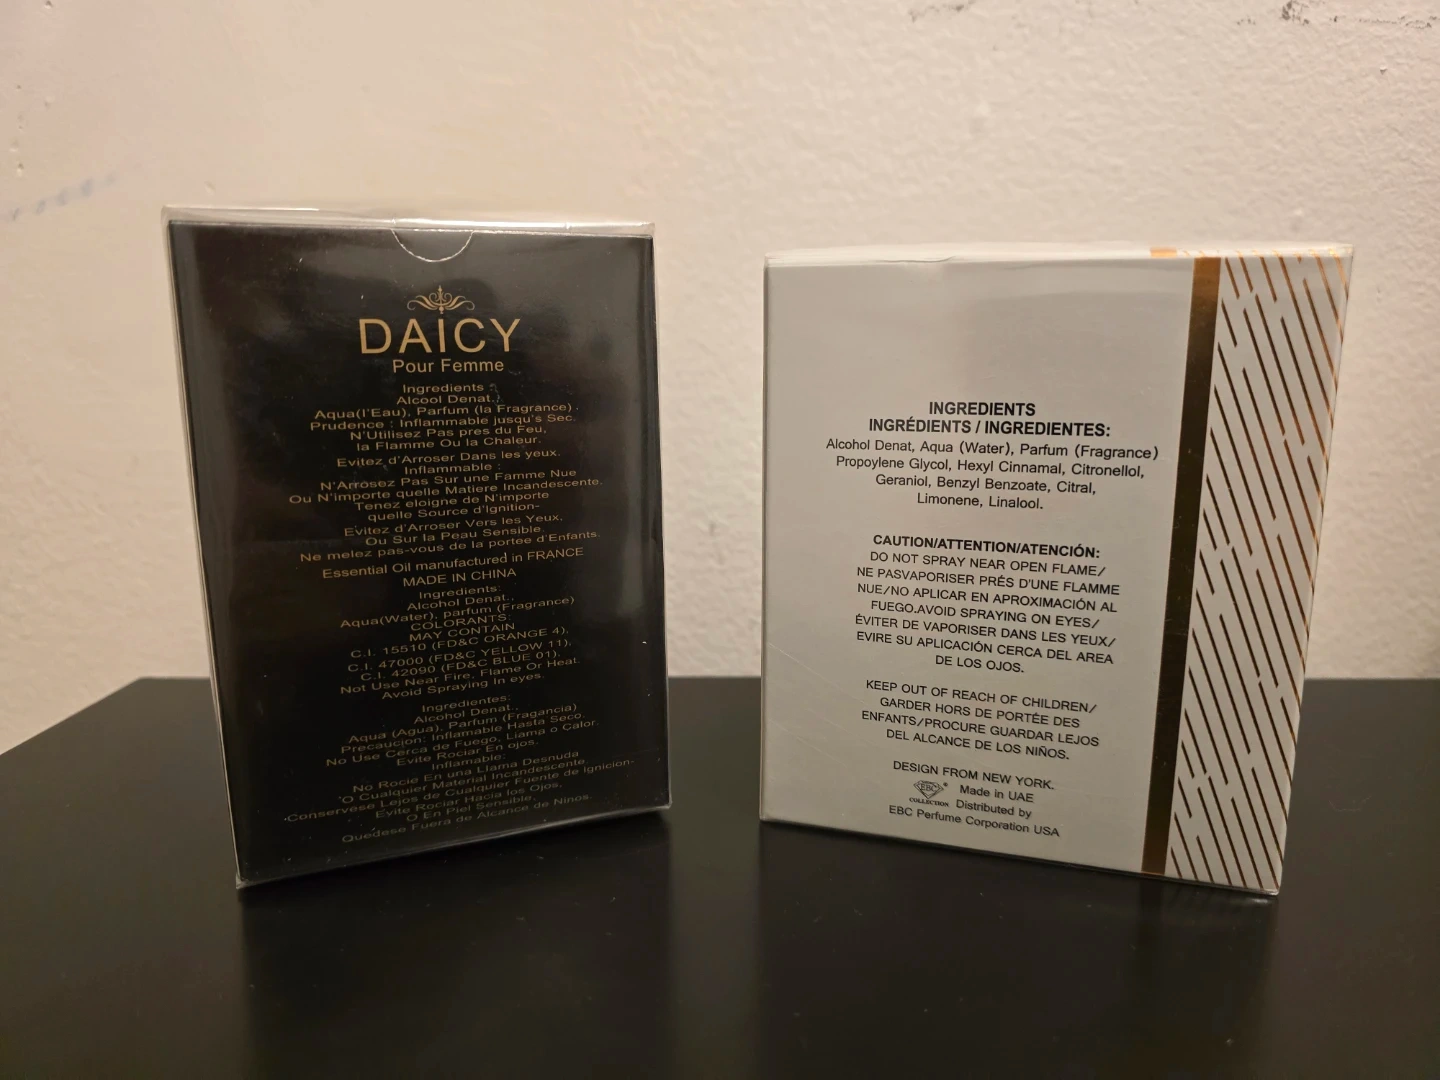 DAICY
Pour Femme
Ingredients :
Alcool Denat.,
Aqua(l'Eau), Parfum (la Fragrance) .
Prudence : Inflammable jusqu's Sec.
N'Utilisez Pas pres du Feu,
la Flamme Ou la Chaleur.
Evitez d'Arroser Dans les yeux.
Inflammable :
N'Arrosez Pas Sur une Famme Nue
Ou N'importe quelle Matiere Incandescente.
Tenez eloigne de N'importe
quelle Source d'Ignition-
Evitez d'Arroser Vers les Yeux.
Ou Sur la Peau Sensible.
Ne melez pas-vous de la portee d'Enfants.
Essential Oil manufactured in FRANCE
MADE IN CHINA
Ingredients:
Alcohol Denat.,
Aqua(Water), parfum (Fragrance)
COLORANTS:
MAY CONTAIN
C.I. 15510 (FD&C ORANGE 4),
C.I. 47000 (FD&C YELLOW 11),
C.I. 42090 (FD&C BLUE 01).
Not Use Near Fire, Flame Or Heat.
Avoid Spraying In eyes.
Ingredientes:
Alcohol Denat.,
Aqua (Agua), Parfum (Fragancia)
Precaucion: Inflamable Hasta Seco.
No Use Cerca de Fuego, Llama o Calor.
Evite Rociar En ojos.
Inflamable:
No Rocie En una Llama Desnuda
'O Cualquier Material Incandescente
Conservese Lejos de Cualquier Fuente de Ignicion-
Evite Rociar Hacia los Ojos,
O En Piel Sensible,
Quedese Fuera de Alcance de Ninos.
INGREDIENTS
INGRÉDIENTS / INGREDIENTES:
Alcohol Denat, Aqua (Water), Parfum (Fragrance)
Propoylene Glycol, Hexyl Cinnamal, Citronellol,
Geraniol, Benzyl Benzoate, Citral,
Limonene, Linalool.
CAUTION/ATTENTION/ATENCIÓN:
DO NOT SPRAY NEAR OPEN FLAME/
NE PASVAPORISER PRÉS D'UNE FLAMME
NUE/NO APLICAR EN APROXIMACIÓN AL
FUEGO.AVOID SPRAYING ON EYES/
ÉVITER DE VAPORISER DANS LES YEUX/
EVIRE SU APLICACIÓN CERCA DEL AREA
DE LOS OJOS.
KEEP OUT OF REACH OF CHILDREN/
GARDER HORS DE PORTÉE DES
ENFANTS/PROCURE GUARDAR LEJOS
DEL ALCANCE DE LOS NIÑOS.
DESIGN FROM NEW YORK.
EBC ®
COLLECTION
Made in UAE
Distributed by
EBC Perfume Corporation USA